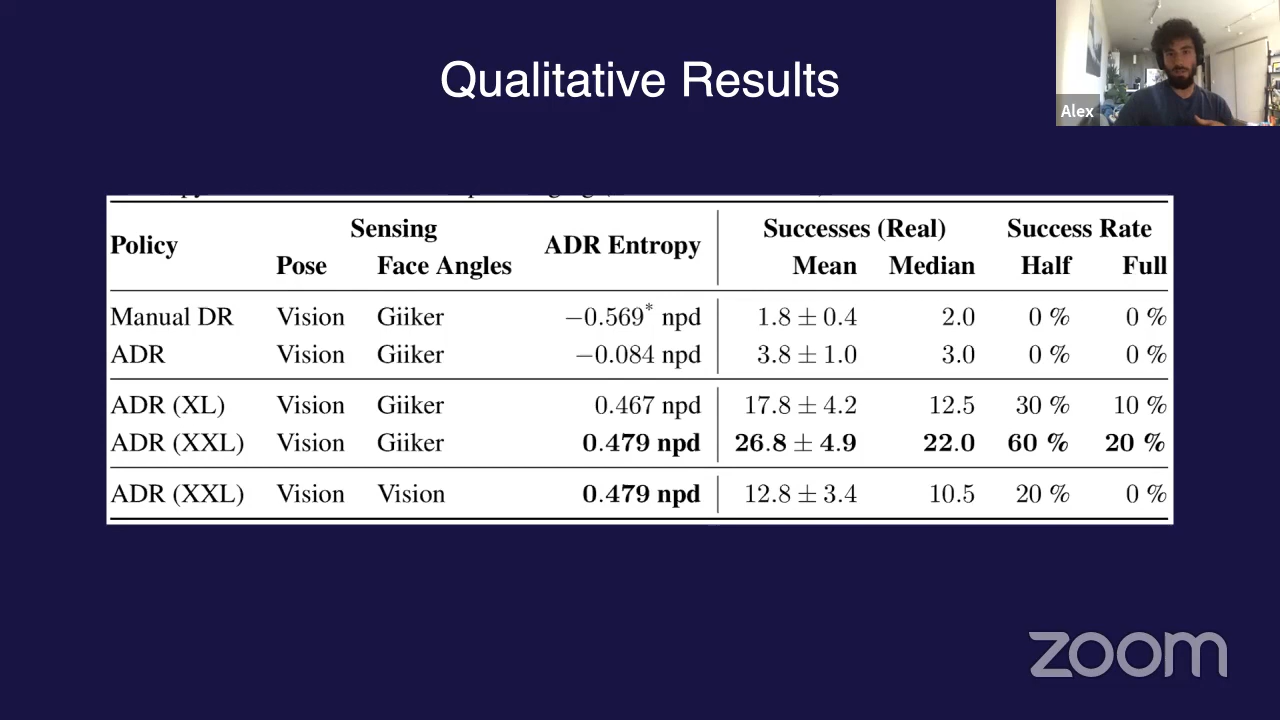 Qualitative Results
Alex
Policy Sensing ADR Entropy Successes (Real) Success Rate
Pose Face Angles Mean Median Half Full
Manual DR Vision Giiker −0.569* npd 1.8 ± 0.4 2.0 0 % 0 %
ADR Vision Giiker −0.084 npd 3.8 ± 1.0 3.0 0 % 0 %
ADR (XL) Vision Giiker 0.467 npd 17.8 ± 4.2 12.5 30 % 10 %
ADR (XXL) Vision Giiker 0.479 npd 26.8 ± 4.9 22.0 60 % 20 %
ADR (XXL) Vision Vision 0.479 npd 12.8 ± 3.4 10.5 20 % 0 %
zoom